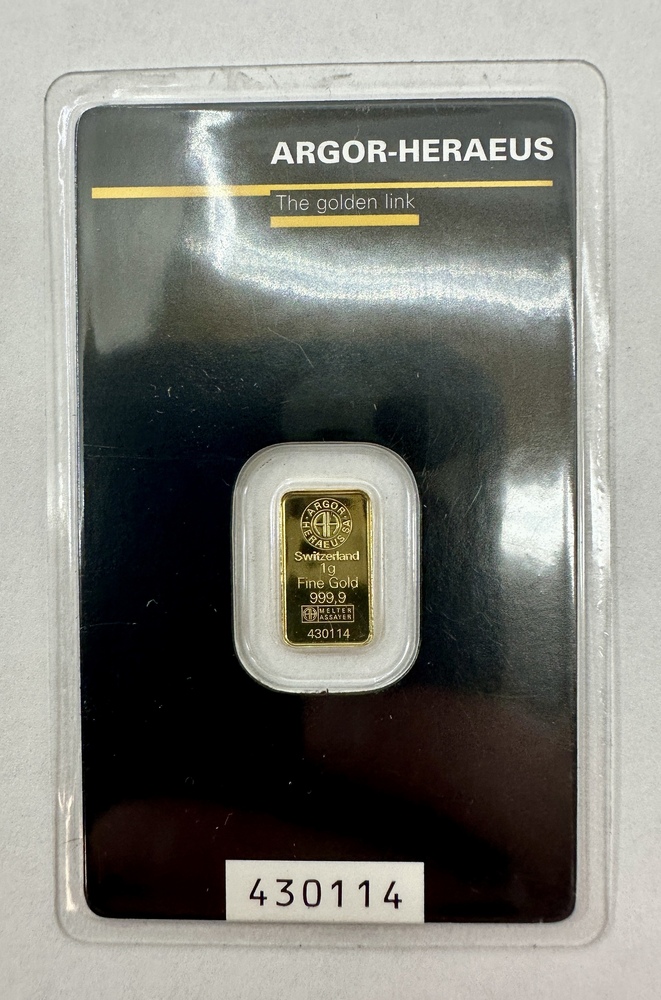 ARGOR-HERAEUS
The golden link
ARGOR
HERAEUS SA
Switzerland
1g
Fine Gold
999,9
MELTER
ASSAYER
430114
430114